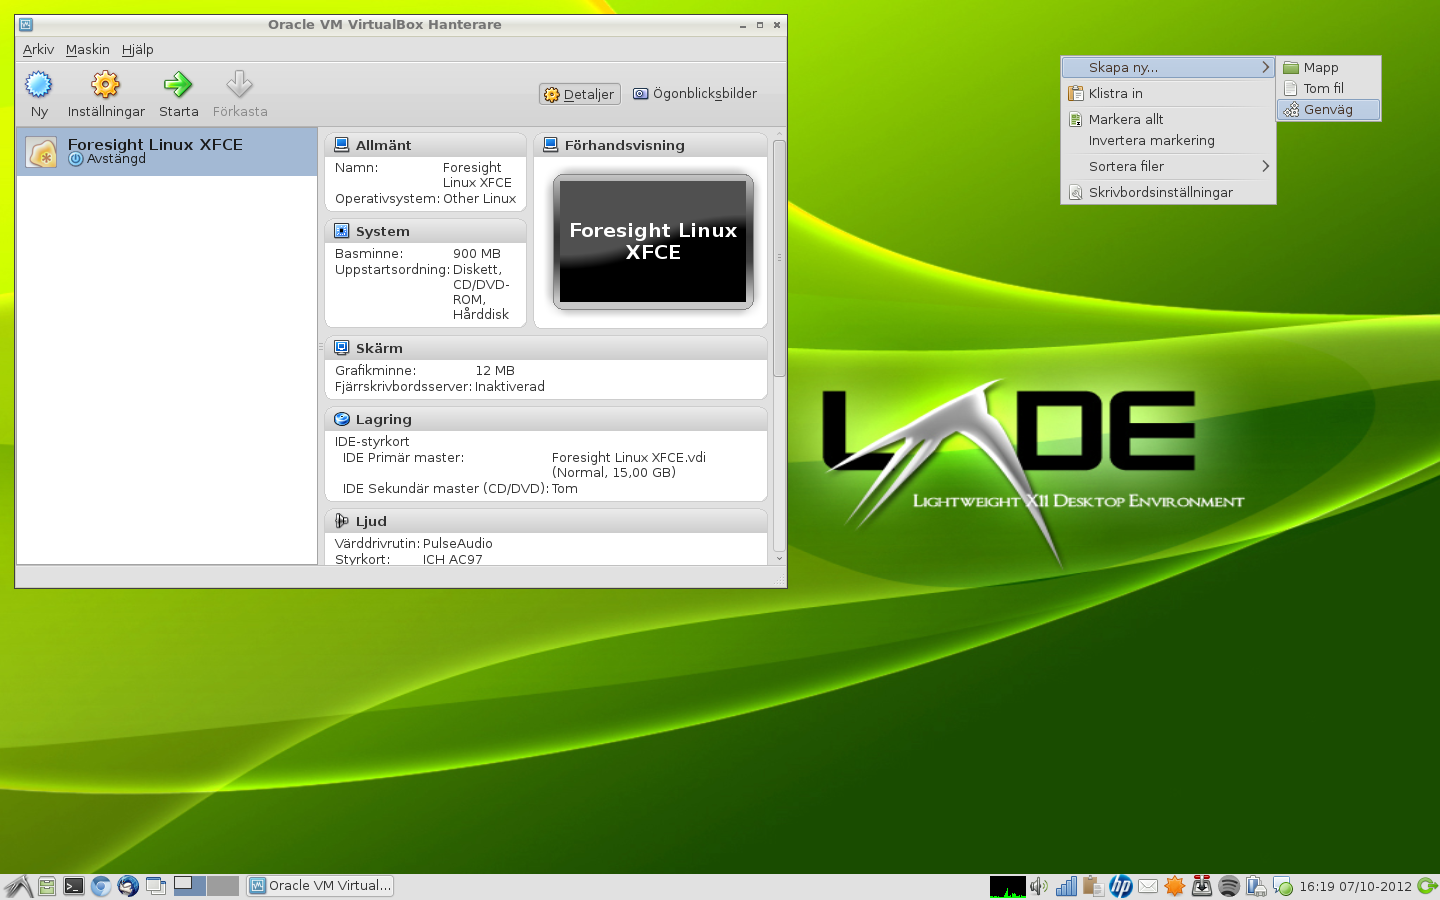 Oracle VM VirtualBox Hanterare
Arkiv Maskin Hjälp
Ny Inställningar Starta Förkasta
Detaljer Ögonblicksbilder
Foresight Linux XFCE
Avstängd
Allmänt
Namn: Foresight
Linux XFCE
Operativsystem: Other Linux
System
Basminne: 900 MB
Uppstartsordning: Diskett,
CD/DVD-
ROM,
Hårddisk
Förhandsvisning
Foresight Linux
XFCE
Skärm
Grafikminne: 12 MB
Fjärrskrivbordsserver: Inaktiverad
Lagring
IDE-styrkort
IDE Primär master: Foresight Linux XFCE.vdi
(Normal, 15,00 GB)
IDE Sekundär master (CD/DVD): Tom
Ljud
Värddrivrutin: PulseAudio
Styrkort: ICH AC97
Skapa ny...
Klistra in
Markera allt
Invertera markering
Sortera filer
Skrivbordsinställningar
Mapp
Tom fil
Genväg
LXDE
Lightweight X11 Desktop Environment
Oracle VM Virtual...
hp
16:19 07/10-2012